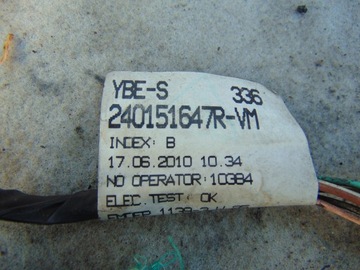 YBE-S 336
240151647R-VM
INDEX: B
17.06.2010 10.34
NO OPERATOR: 10384
ELEC.TEST: OK